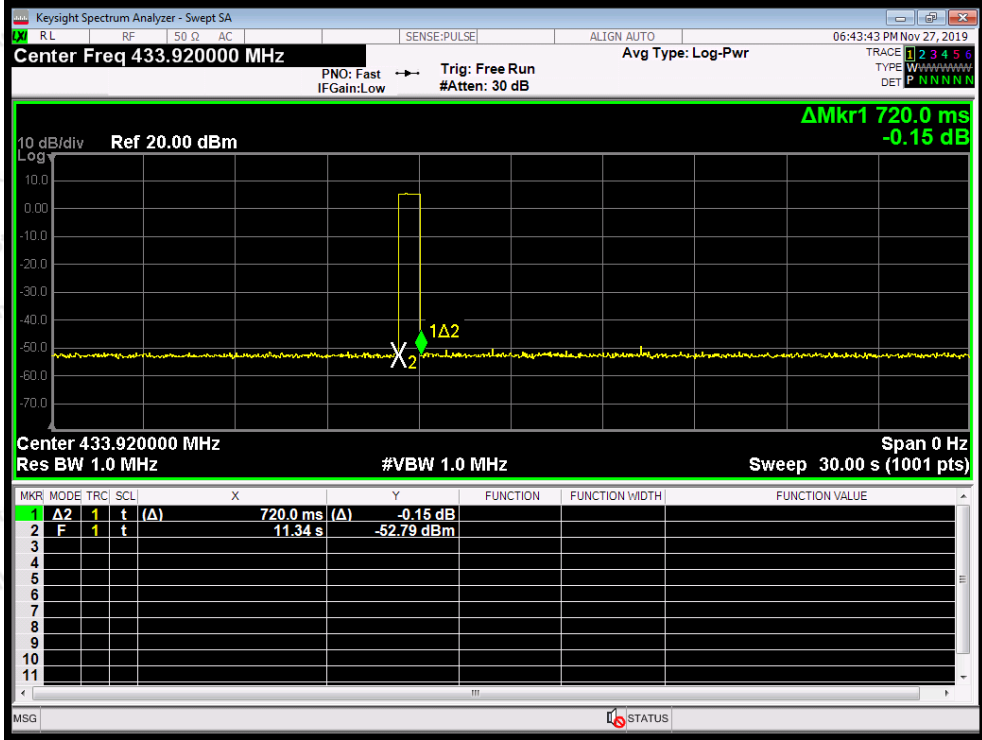 Keysight Spectrum Analyzer - Swept SA
LXI RL RF 50 Ω AC SENSE:PULSE ALIGN AUTO 06:43:43 PM Nov 27, 2019
Center Freq 433.920000 MHz
Avg Type: Log-Pwr
TRACE 1 2 3 4 5 6
PNO: Fast Trig: Free Run
TYPE WWWWWW
IFGain:Low #Atten: 30 dB
DET P N N N N N
ΔMkr1 720.0 ms
10 dB/div Ref 20.00 dBm -0.15 dB
Log
10.0
0.00
-10.0
-20.0
-30.0
-40.0
1Δ2
-50.0
2
-60.0
-70.0
Center 433.920000 MHz Span 0 Hz
Res BW 1.0 MHz #VBW 1.0 MHz Sweep 30.00 s (1001 pts)
MKR MODE TRC SCL X Y FUNCTION FUNCTION WIDTH FUNCTION VALUE
1 Δ2 1 t (Δ) 720.0 ms (Δ) -0.15 dB
2 F 1 t 11.34 s -52.79 dBm
3
4
5
6
7
8
9
10
11
MSG STATUS